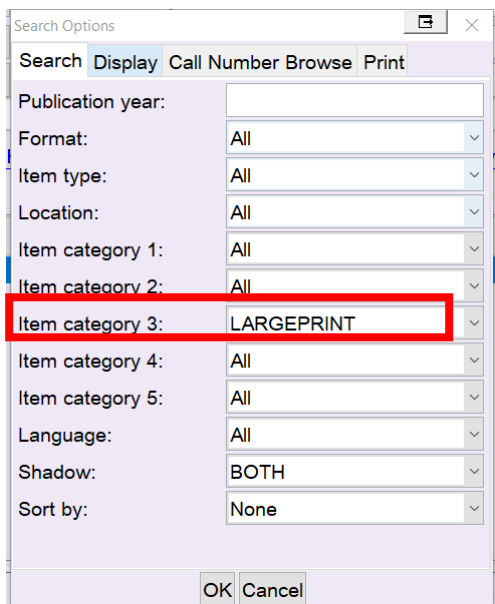 Search Options
Search Display Call Number Browse Print
Publication year:
Format: All
Item type: All
Location: All
Item category 1: All
Item category 2: All
Item category 3: LARGEPRINT
Item category 4: All
Item category 5: All
Language: All
Shadow: BOTH
Sort by: None
OK Cancel